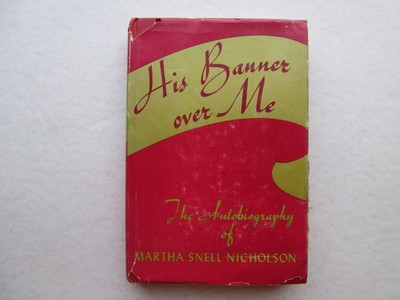 His Banner
over Me
The Autobiography
of
MARTHA SNELL NICHOLSON